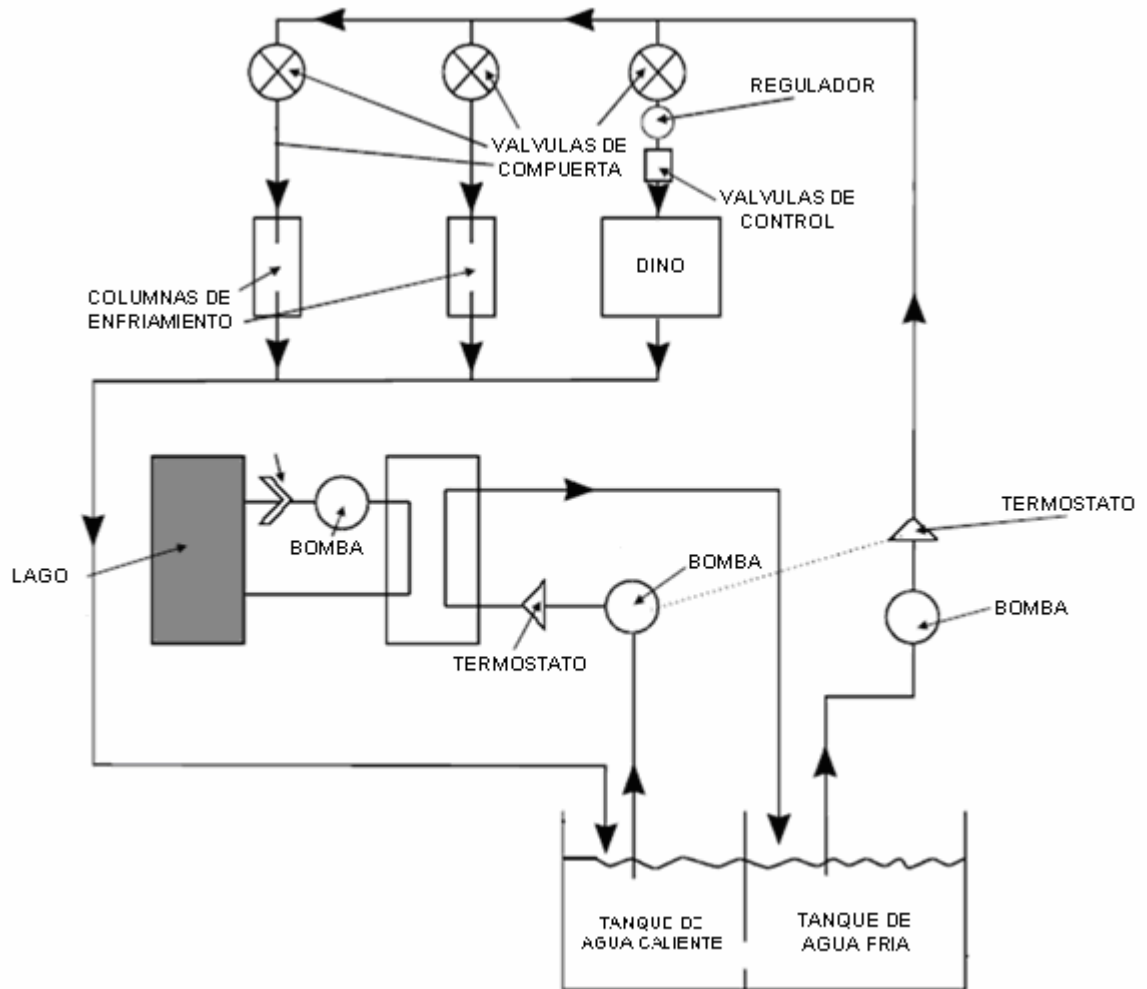 REGULADOR
VALVULAS DE
COMPUERTA
VALVULAS DE
CONTROL
DINO
COLUMNAS DE
ENFRIAMIENTO
TERMOSTATO
BOMBA
BOMBA
LAGO
BOMBA
TERMOSTATO
TANQUE DE
AGUA CALIENTE
TANQUE DE
AGUA FRIA